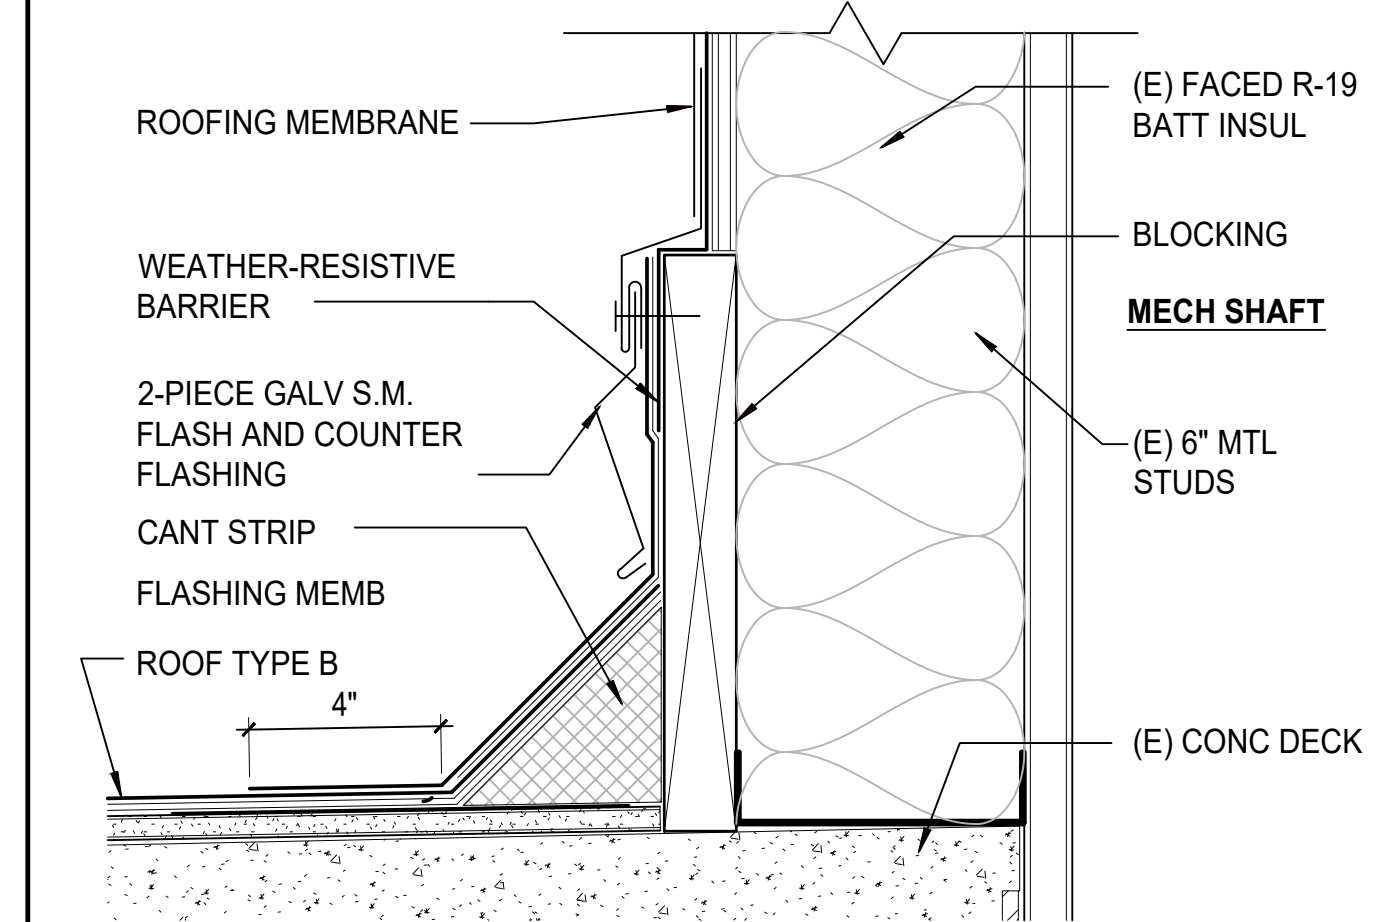 ROOFING MEMBRANE
WEATHER-RESISTIVE
BARRIER
2-PIECE GALV S.M.
FLASH AND COUNTER
FLASHING
CANT STRIP
FLASHING MEMB
ROOF TYPE B
4"
(E) FACED R-19
BATT INSUL
BLOCKING
MECH SHAFT
(E) 6" MTL
STUDS
(E) CONC DECK